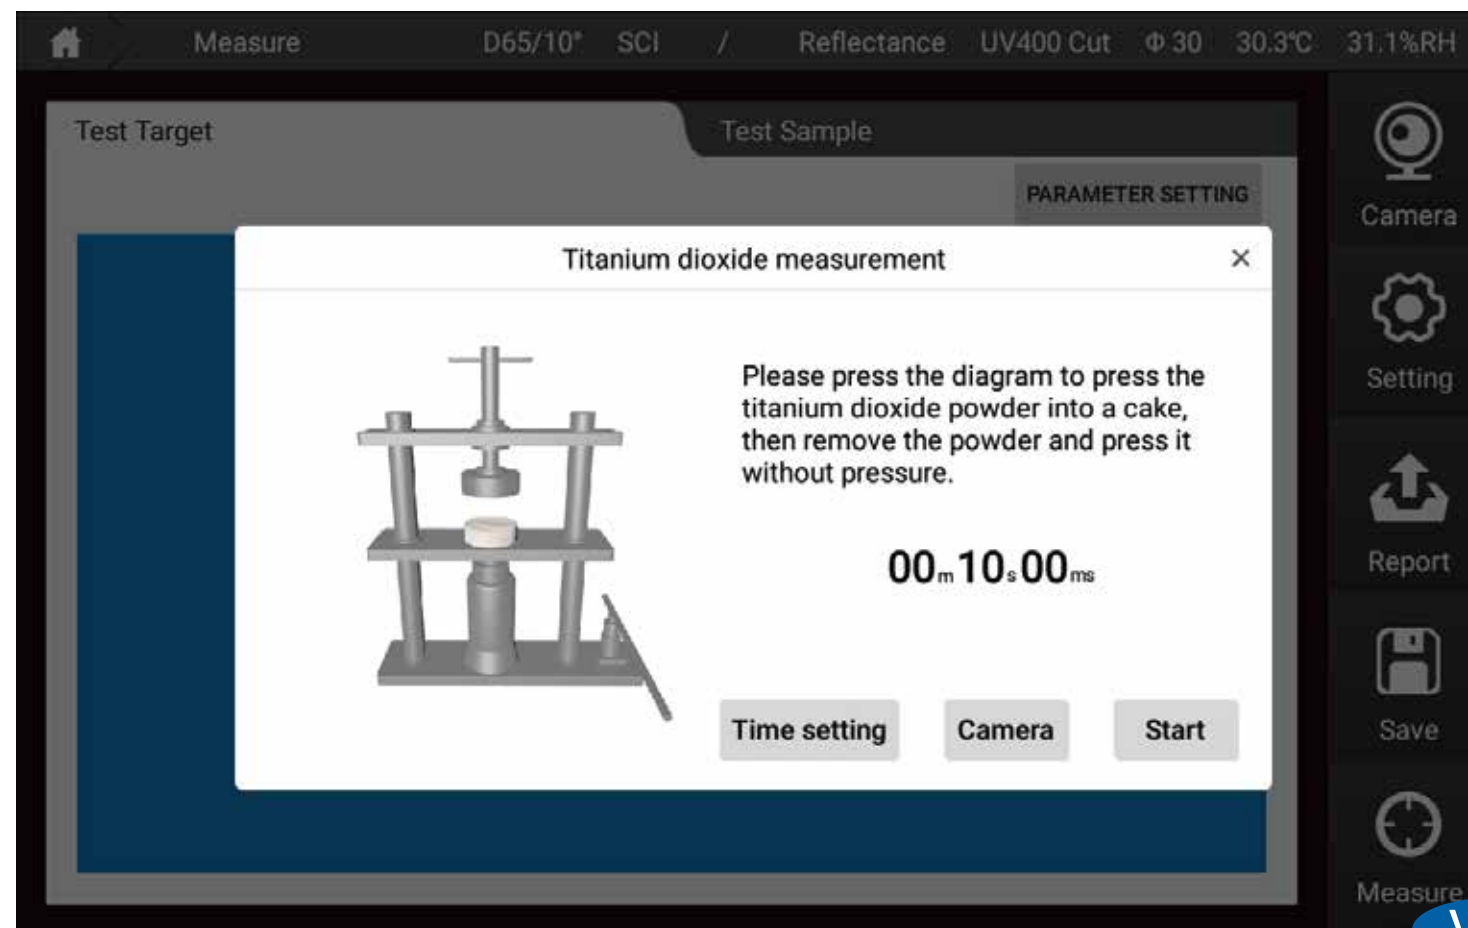 Measure D65/10° SCI / Reflectance UV400 Cut Φ30 30.3℃ 31.1%RH
Test Target
Test Sample
PARAMETER SETTING
Titanium dioxide measurement
Please press the diagram to press the
titanium dioxide powder into a cake,
then remove the powder and press it
without pressure.
00m10s00ms
Time setting
Camera
Start
Camera
Setting
Report
Save
Measure